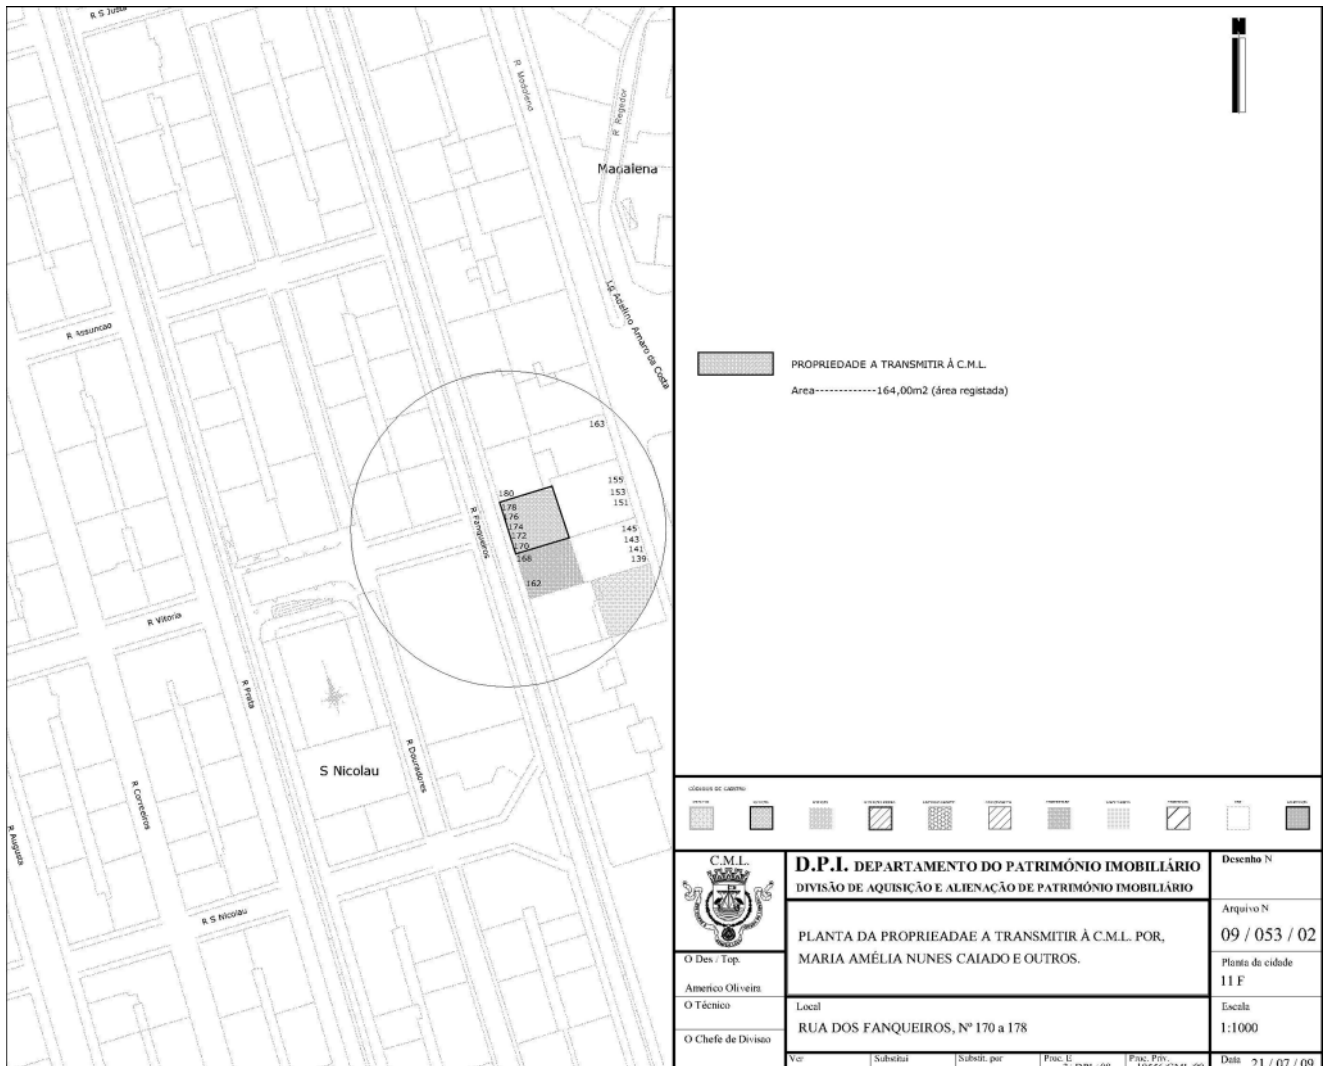 R S Justa
R Madalena
R Regedor
Madalena
Lg Adelino Amaro da Costa
R Assuncao
163
155
153
151
180
178
176
174
172
170
168
162
145
143
141
139
R Fanqueiros
R Vitoria
R Prata
S Nicolau
R Douradores
R Correeiros
R Augusta
R S Nicolau
N
PROPRIEDADE A TRANSMITIR À C.M.L.
Area-------------164,00m2 (área registada)
C.M.L.
D.P.I. DEPARTAMENTO DO PATRIMÓNIO IMOBILIÁRIO
DIVISÃO DE AQUISIÇÃO E ALIENAÇÃO DE PATRIMÓNIO IMOBILIÁRIO
Desenho N
Arquivo N
09 / 053 / 02
PLANTA DA PROPRIEADAE A TRANSMITIR À C.M.L. POR,
MARIA AMÉLIA NUNES CAIADO E OUTROS.
O Des / Top.
Americo Oliveira
Planta da cidade
11 F
O Técnico
O Chefe de Divisao
Local
RUA DOS FANQUEIROS, Nº 170 a 178
Escala
1:1000
Ver
Substitui
Substit. por
Proc. E
Proc. Priv.
Data 21 / 07 / 09